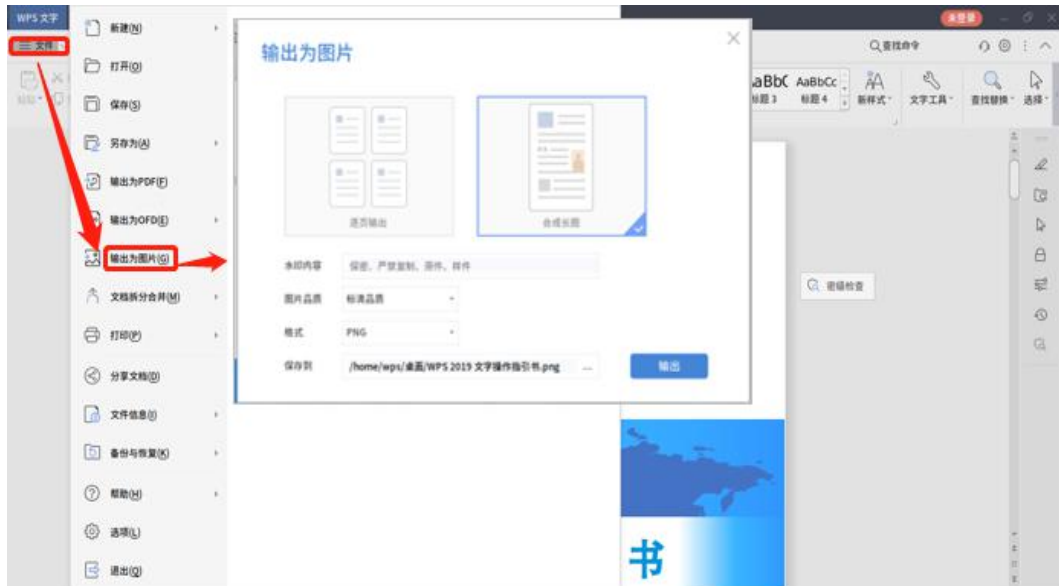 WPS 文字
未登录
文件
查找命令
新建(N)
打开(O)
保存(S)
另存为(A)
输出为PDF(F)
输出为OFD(E)
输出为图片(G)
文档拆分合并(M)
打印(P)
分享文档(D)
文件信息(I)
备份与恢复(K)
帮助(H)
选项(L)
退出(Q)
输出为图片
逐页输出
合成长图
水印内容 保密、严禁复制、原件、样件
图片品质 标清品质
格式 PNG
保存到 /home/wps/桌面/WPS 2019 文字操作指引书.png ...
输出
AaBbCc
标题 3 标题 4
新样式
文字工具
查找替换
选择
密级检查
书